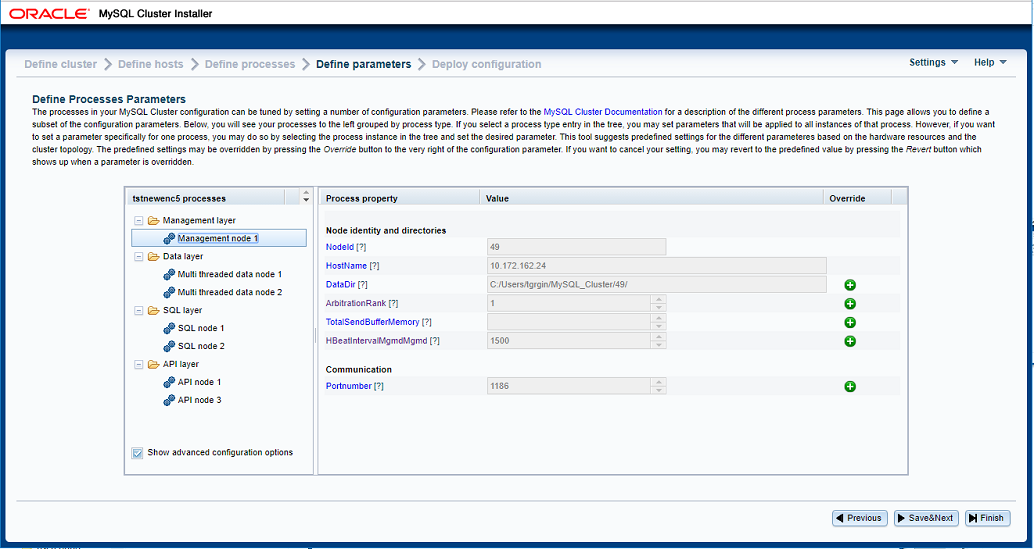 ORACLE® MySQL Cluster Installer
Define cluster Define hosts Define processes Define parameters Deploy configuration Settings Help
Define Processes Parameters
The processes in your MySQL Cluster configuration can be tuned by setting a number of configuration parameters. Please refer to the MySQL Cluster Documentation for a description of the different process parameters. This page allows you to define a
subset of the configuration parameters. Below, you will see your processes to the left grouped by process type. If you select a process type entry in the tree, you may set parameters that will be applied to all instances of that process. However, if you want
to set a parameter specifically for one process, you may do so by selecting the process instance in the tree and set the desired parameter. This tool suggests predefined settings for the different parameteres based on the hardware resources and the
cluster topology. The predefined settings may be overridden by pressing the Override button to the very right of the configuration parameter. If you want to cancel your setting, you may revert to the predefined value by pressing the Revert button which
shows up when a parameter is overridden.
tstnewenc5 processes
Management layer
Management node 1
Data layer
Multi threaded data node 1
Multi threaded data node 2
SQL layer
SQL node 1
SQL node 2
API layer
API node 1
API node 3
Show advanced configuration options
Process property Value Override
Node identity and directories
NodeId [?] 49
HostName [?] 10.172.162.24
DataDir [?] C:/Users/tgrgin/MySQL_Cluster/49/
ArbitrationRank [?] 1
TotalSendBufferMemory [?]
HBeatIntervalMgmdMgmd [?] 1500
Communication
Portnumber [?] 1186
Previous Save&Next Finish